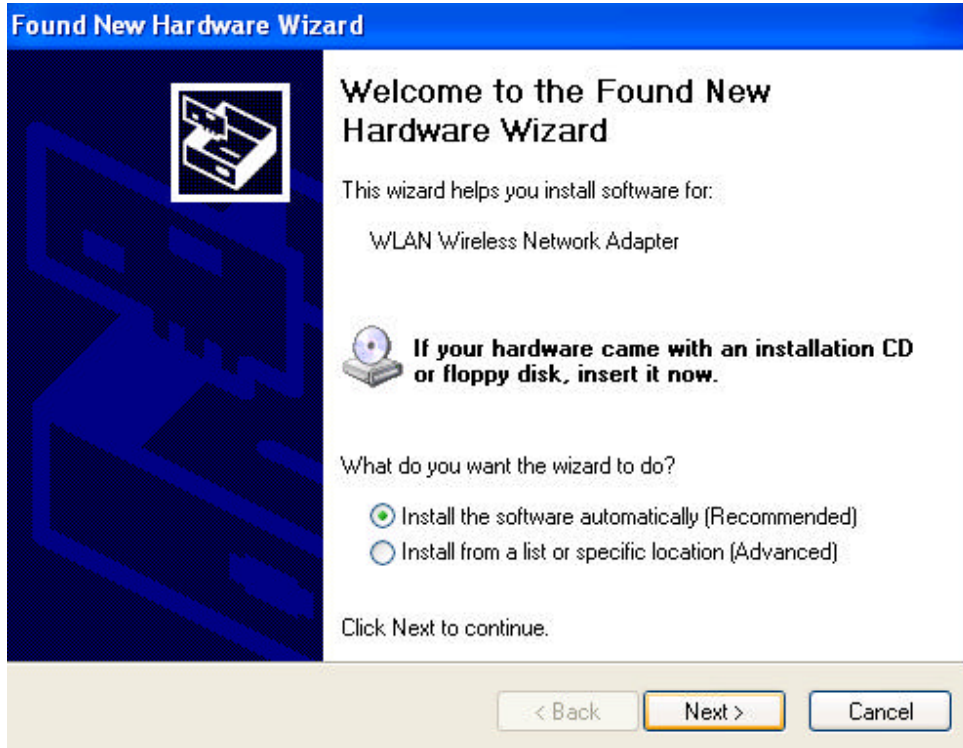 Found New Hardware Wizard
Welcome to the Found New
Hardware Wizard
This wizard helps you install software for:
WLAN Wireless Network Adapter
If your hardware came with an installation CD
or floppy disk, insert it now.
What do you want the wizard to do?
Install the software automatically (Recommended)
Install from a list or specific location (Advanced)
Click Next to continue.
< Back Next > Cancel